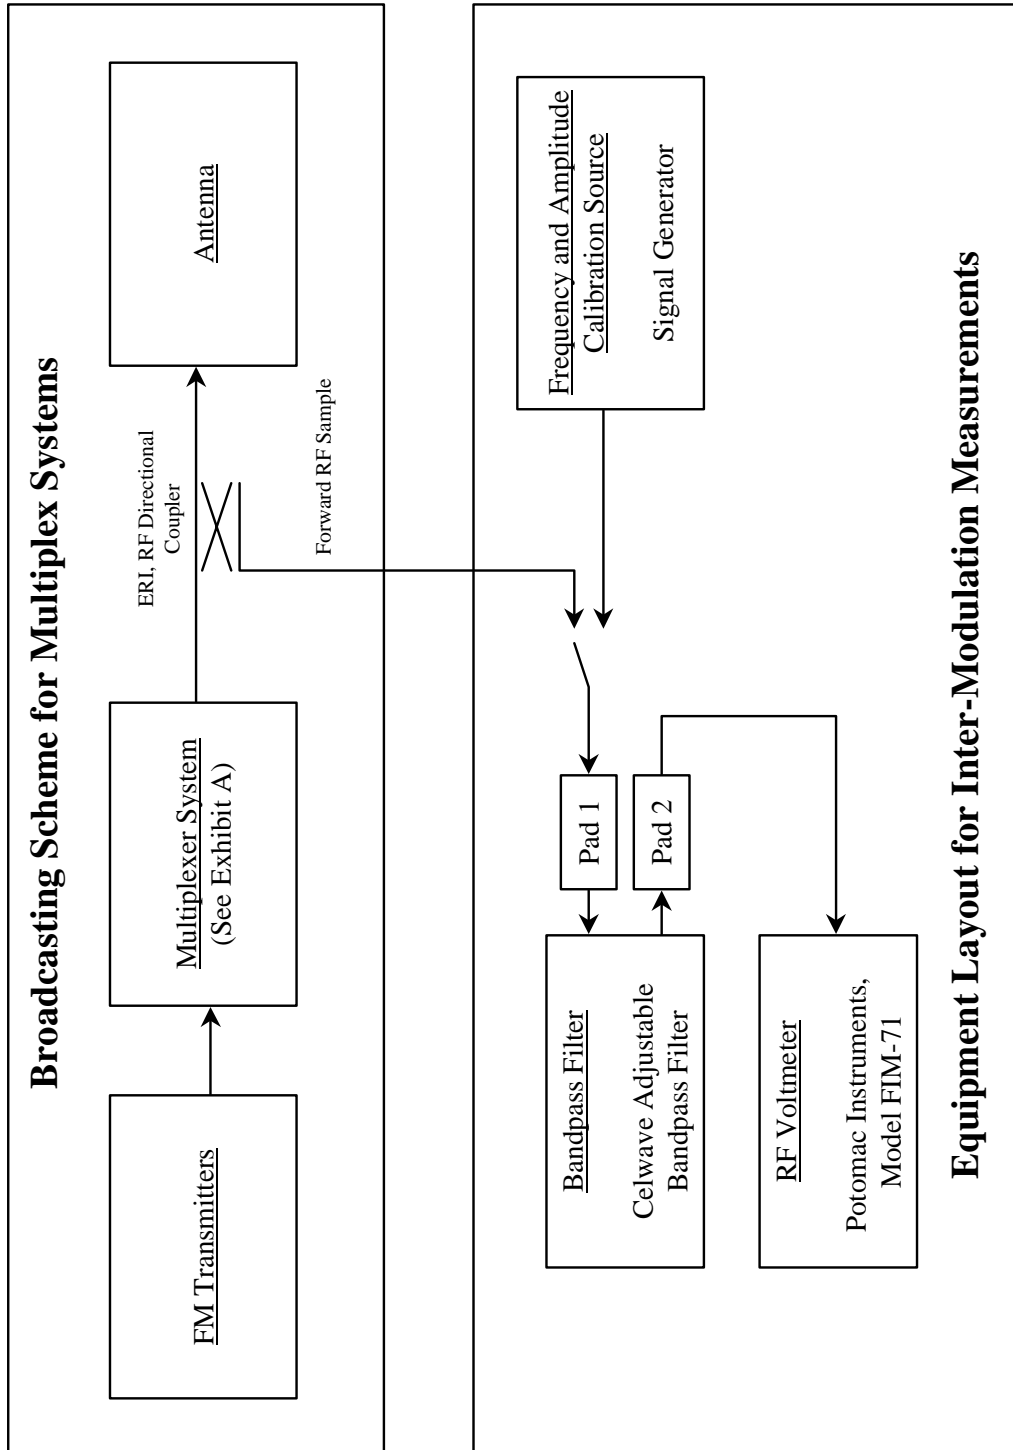 Broadcasting Scheme for Multiplex Systems
FM Transmitters
Multiplexer System
(See Exhibit A)
ERI, RF Directional
Coupler
Antenna
Forward RF Sample
Bandpass Filter
Celwave Adjustable
Bandpass Filter
Pad 1
Pad 2
Frequency and Amplitude
Calibration Source
Signal Generator
RF Voltmeter
Potomac Instruments,
Model FIM-71
Equipment Layout for Inter-Modulation Measurements